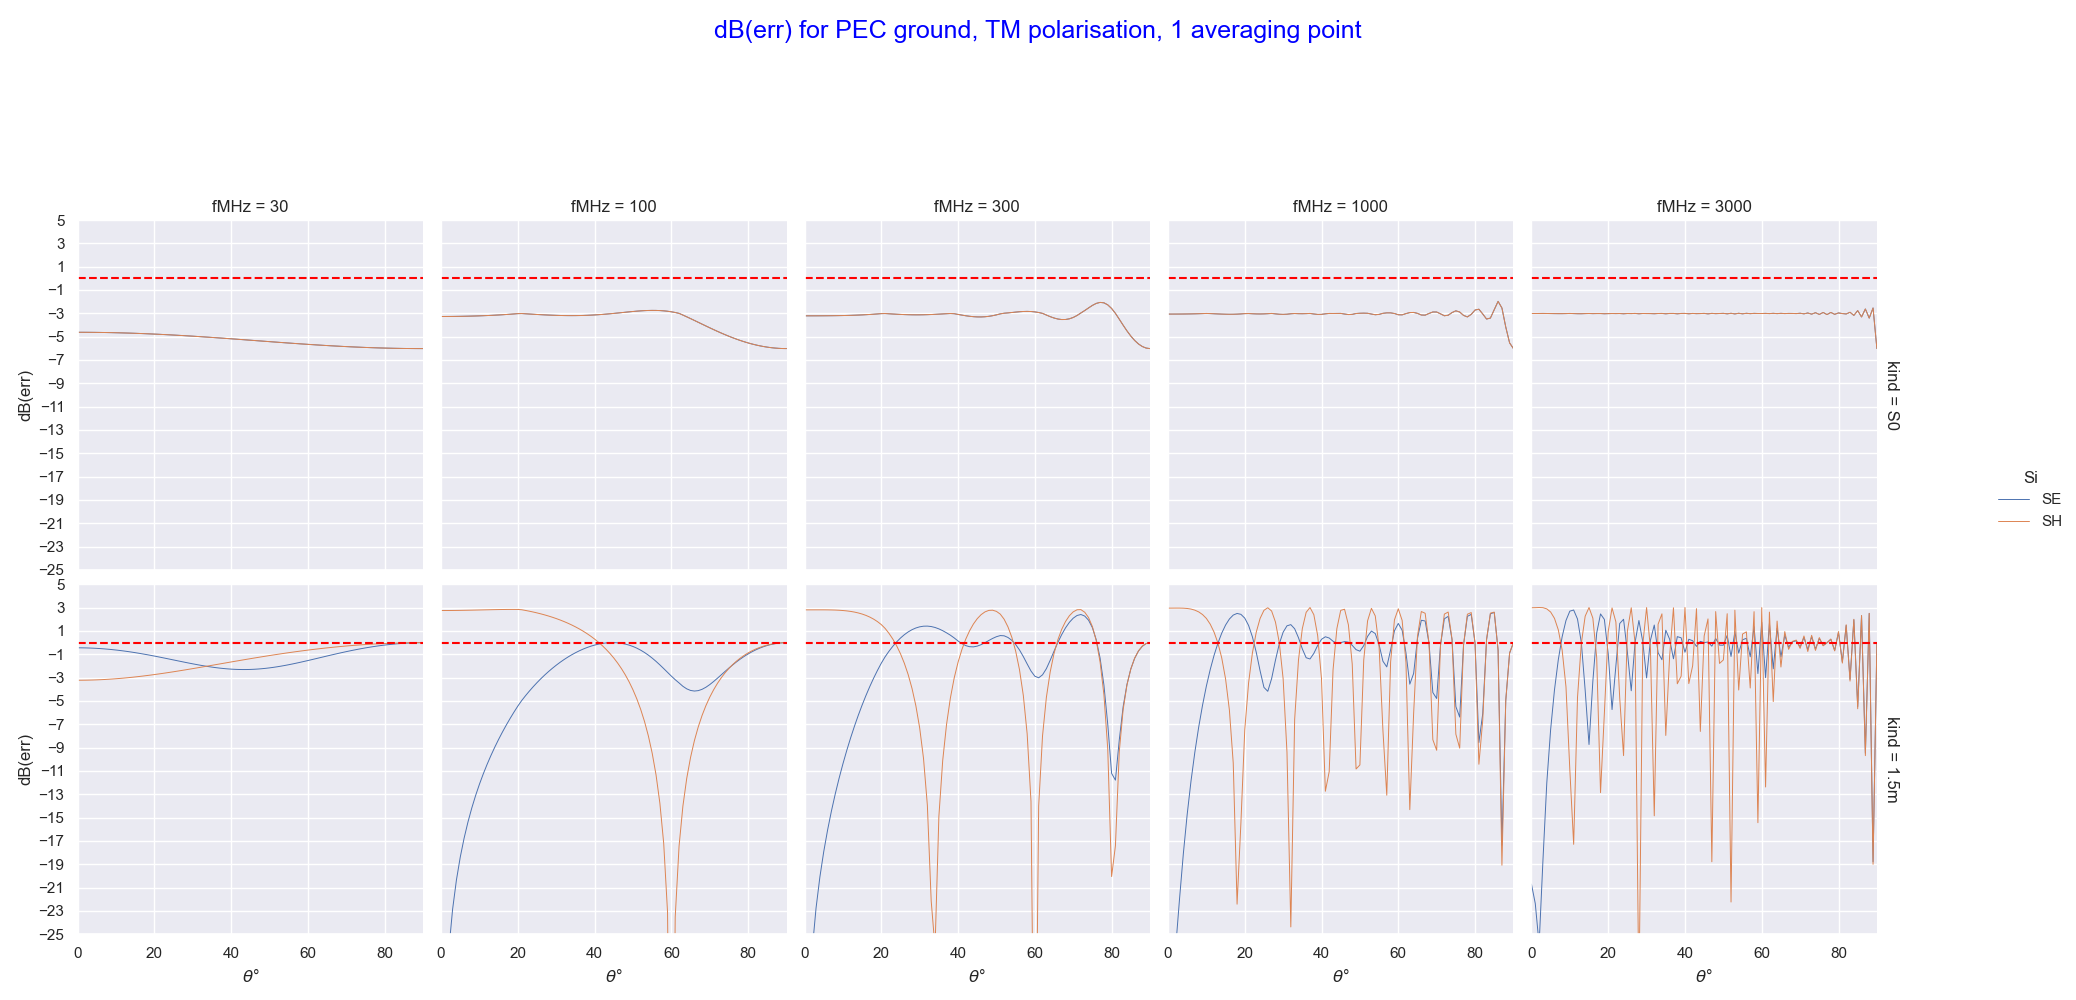 dB(err) for PEC ground, TM polarisation, 1 averaging point
fMHz = 30
fMHz = 100
fMHz = 300
fMHz = 1000
fMHz = 3000
5
3
1
−1
−3
−5
−7
−9
−11
−13
−15
−17
−19
−21
−23
−25
dB(err)
kind = S0
Si
SE
SH
5
3
1
−1
−3
−5
−7
−9
−11
−13
−15
−17
−19
−21
−23
−25
dB(err)
kind = 1.5m
0 20 40 60 80
0 20 40 60 80
0 20 40 60 80
0 20 40 60 80
0 20 40 60 80
θ°
θ°
θ°
θ°
θ°